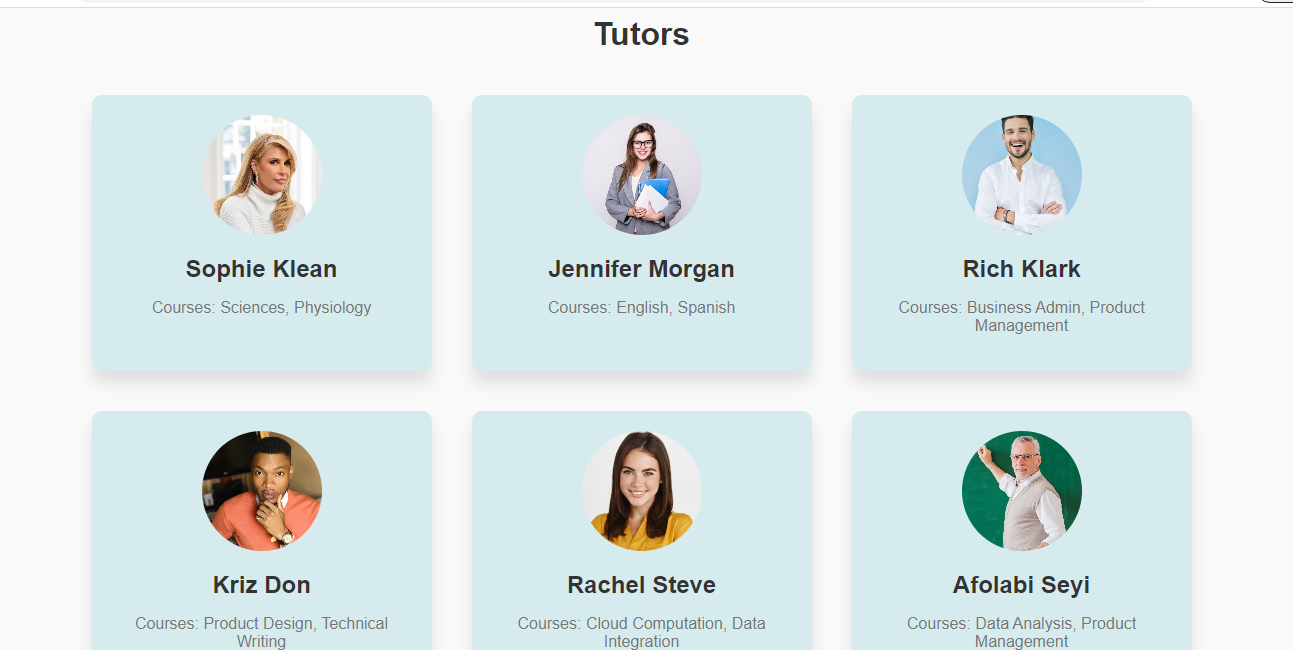 Tutors
Sophie Klean
Courses: Sciences, Physiology
Jennifer Morgan
Courses: English, Spanish
Rich Klark
Courses: Business Admin, Product
Management
Kriz Don
Courses: Product Design, Technical
Writing
Rachel Steve
Courses: Cloud Computation, Data
Integration
Afolabi Seyi
Courses: Data Analysis, Product
Management